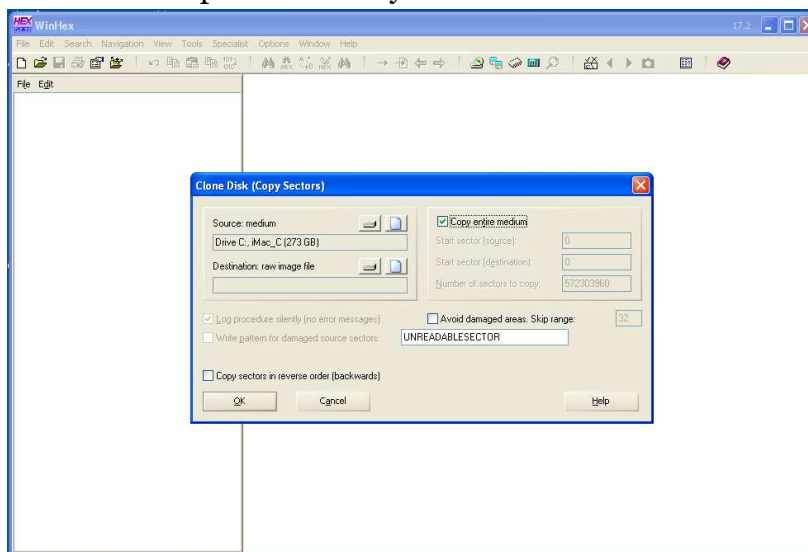 HEX WinHex 17.2
File Edit Search Navigation View Tools Specialist Options Window Help
File Edit
Clone Disk (Copy Sectors)
Source: medium
Copy entire medium
Drive C:, iMac_C (273 GB)
Start sector (source): 0
Destination: raw image file
Start sector (destination): 0
Number of sectors to copy: 572303960
Log procedure silently (no error messages)
Avoid damaged areas. Skip range: 32
Write pattern for damaged source sectors: UNREADABLESECTOR
Copy sectors in reverse order (backwards)
OK Cancel Help